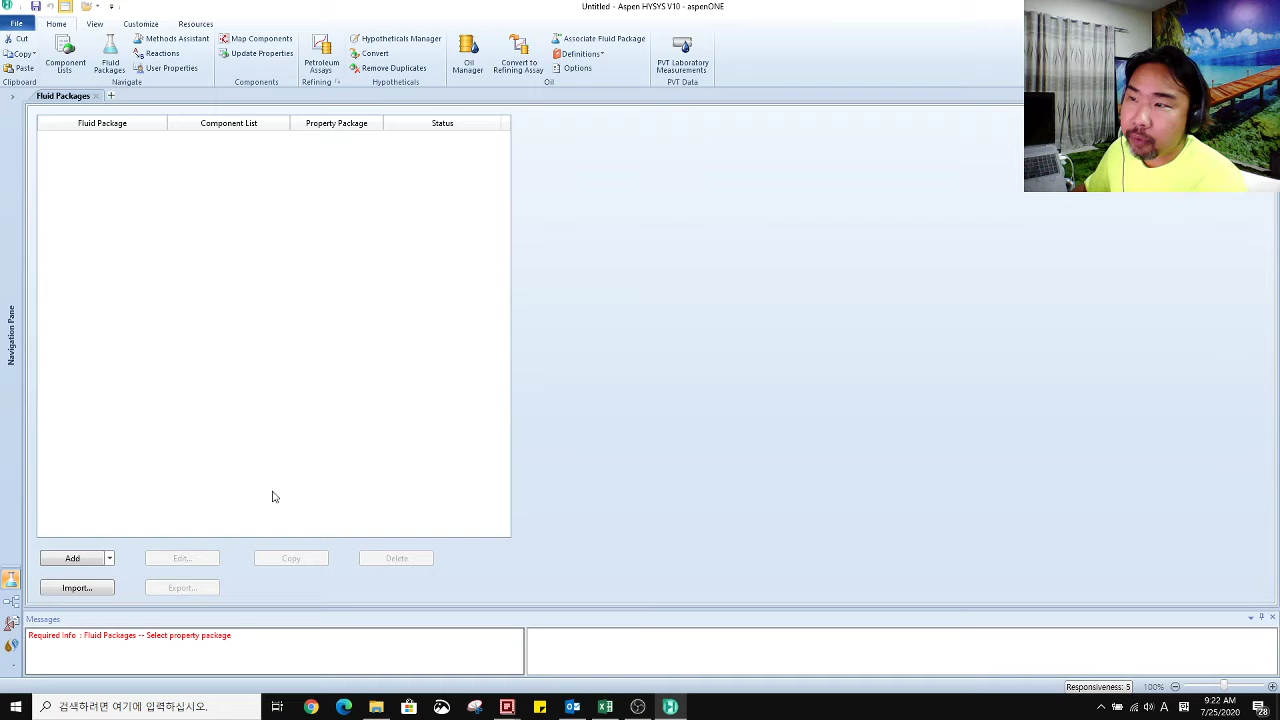 Untitled - Aspen HYSYS V10 - aspenONE
File Home View Customize Resources
Cut
Copy
Paste
Clipboard
Component Lists
Fluid Packages
Methods Assistant
Reactions
User Properties
Navigate
Map Components
Update Properties
Components
Petroleum Assays
Refining
Hypotheticals Manager
Convert
Remove Duplicates
Hypotheticals
Oil Manager
Convert to Refining Assay
Associate Fluid Package
Definitions
Options
Oil
PVT Laboratory Measurements
PVT Data
Fluid Packages
Fluid Package Component List Property Package Status
Navigation Pane
Add Edit... Copy Delete
Import... Export...
Messages
Required Info : Fluid Packages -- Select property package
Responsiveness: 5 100%
검색하려면 여기에 입력하십시오.
A 9:22 AM
7/25/2020